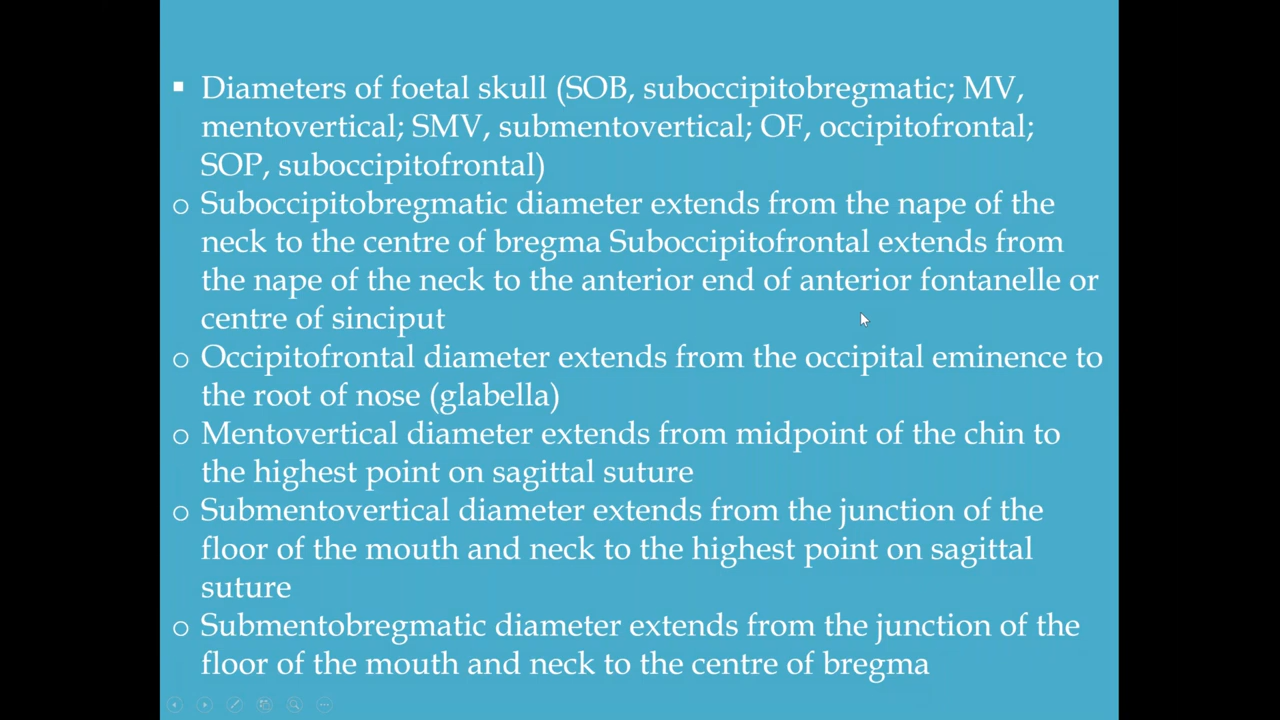 ▪ Diameters of foetal skull (SOB, suboccipitobregmatic; MV,
mentovertical; SMV, submentovertical; OF, occipitofrontal;
SOP, suboccipitofrontal)
o Suboccipitobregmatic diameter extends from the nape of the
neck to the centre of bregma Suboccipitofrontal extends from
the nape of the neck to the anterior end of anterior fontanelle or
centre of sinciput
o Occipitofrontal diameter extends from the occipital eminence to
the root of nose (glabella)
o Mentovertical diameter extends from midpoint of the chin to
the highest point on sagittal suture
o Submentovertical diameter extends from the junction of the
floor of the mouth and neck to the highest point on sagittal
suture
o Submentobregmatic diameter extends from the junction of the
floor of the mouth and neck to the centre of bregma